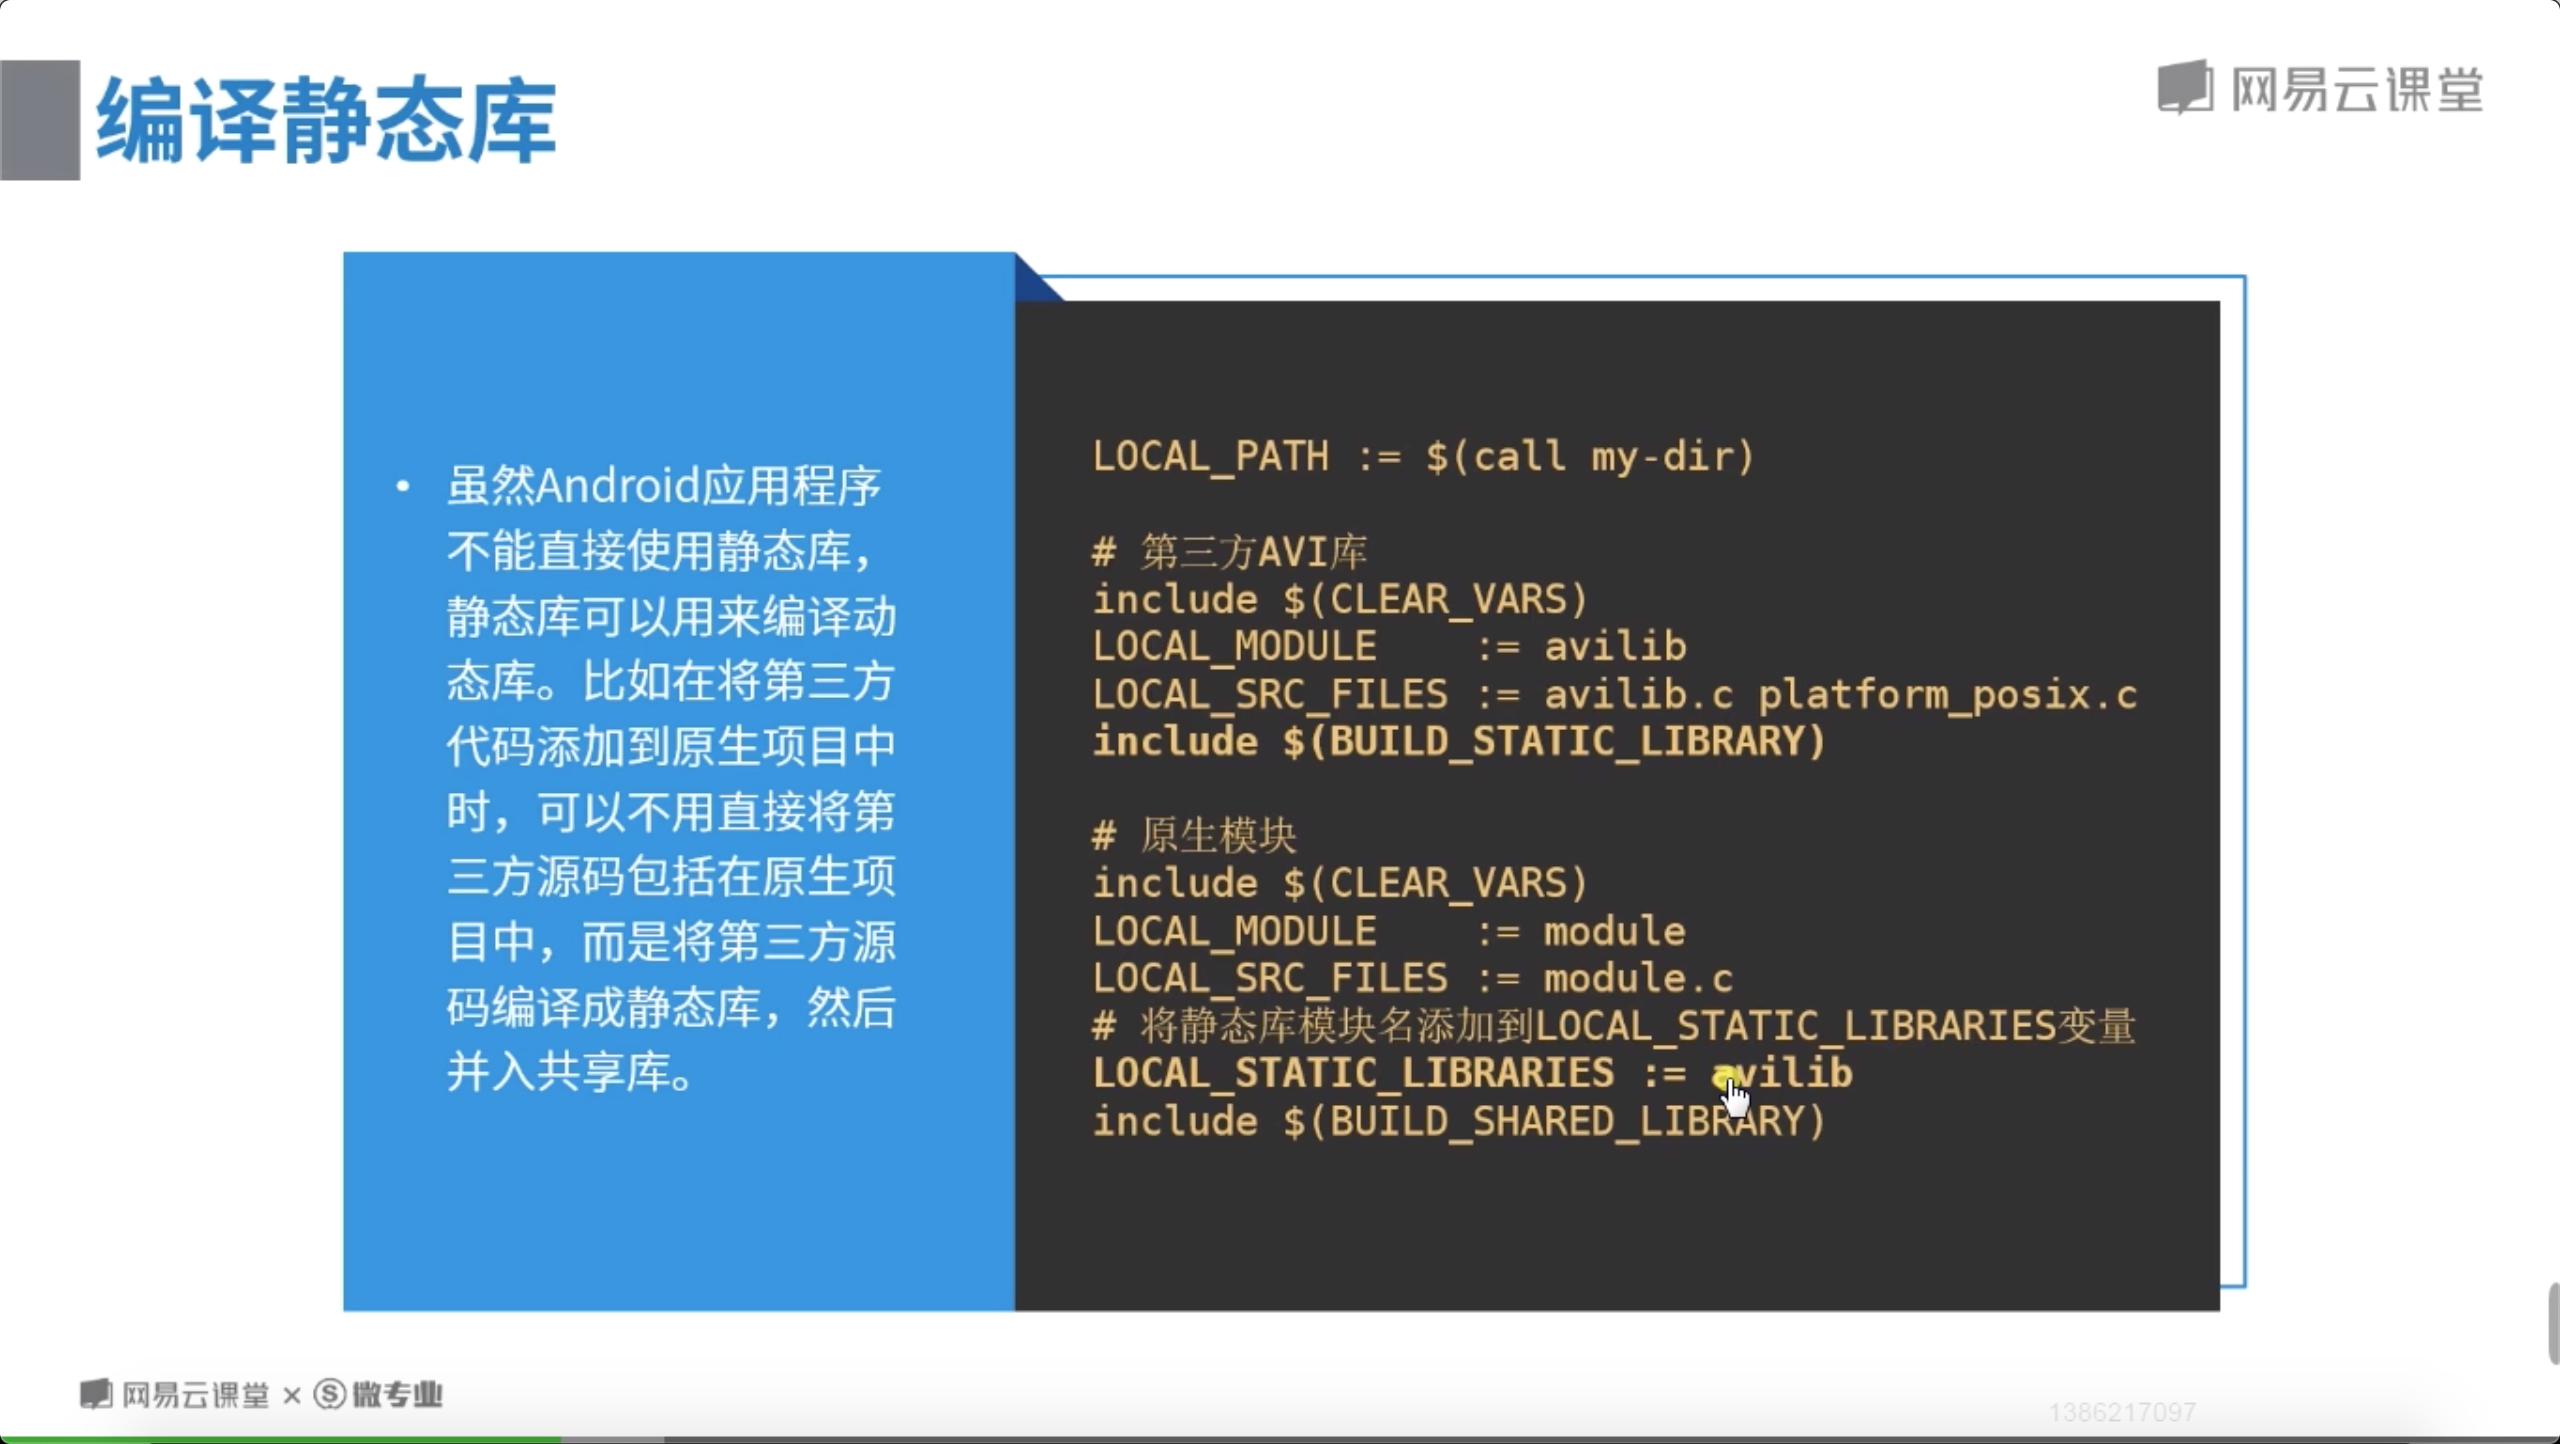 编译静态库
网易云课堂
• 虽然Android应用程序
不能直接使用静态库，
静态库可以用来编译动
态库。比如在将第三方
代码添加到原生项目中
时，可以不用直接将第
三方源码包括在原生项
目中，而是将第三方源
码编译成静态库，然后
并入共享库。
LOCAL_PATH := $(call my-dir)
# 第三方AVI库
include $(CLEAR_VARS)
LOCAL_MODULE    := avilib
LOCAL_SRC_FILES := avilib.c platform_posix.c
include $(BUILD_STATIC_LIBRARY)
# 原生模块
include $(CLEAR_VARS)
LOCAL_MODULE    := module
LOCAL_SRC_FILES := module.c
# 将静态库模块名添加到LOCAL_STATIC_LIBRARIES变量
LOCAL_STATIC_LIBRARIES := avilib
include $(BUILD_SHARED_LIBRARY)
网易云课堂 × Ⓢ微专业
1386217097